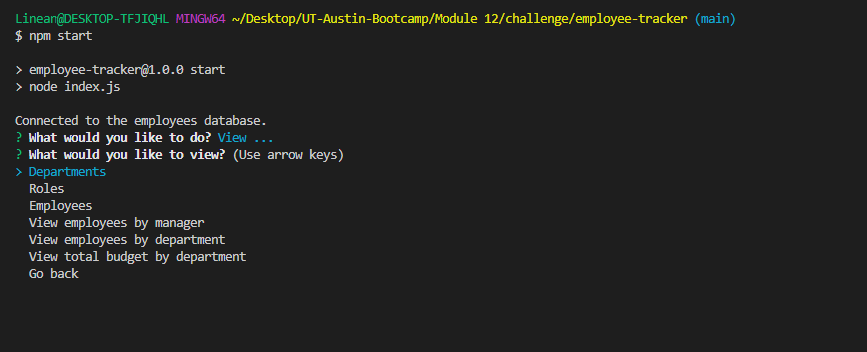 Linean@DESKTOP-TFJIQHL MINGW64 ~/Desktop/UT-Austin-Bootcamp/Module 12/challenge/employee-tracker (main)
$ npm start
> employee-tracker@1.0.0 start
> node index.js
Connected to the employees database.
? What would you like to do? View ...
? What would you like to view? (Use arrow keys)
> Departments
Roles
Employees
View employees by manager
View employees by department
View total budget by department
Go back